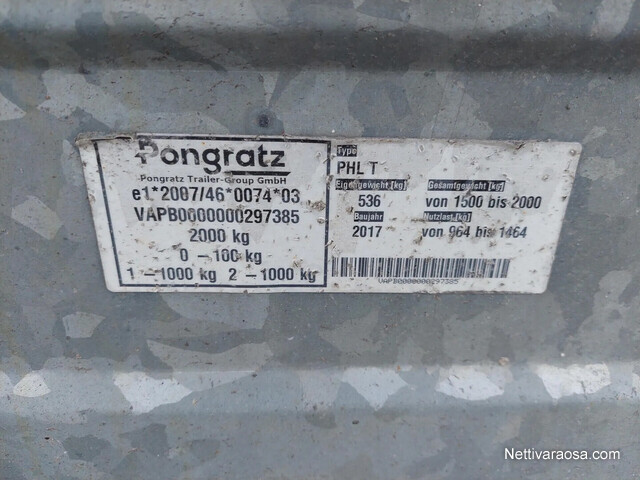 Pongratz
Pongratz Trailer-Group GmbH
e1*2007/46*0074*03
VAPB0000000297385
2000 kg
0 – 100 kg
1 – 1000 kg 2 – 1000 kg
Type
PHL T
Eigengewicht [kg] Gesamtgewicht [kg]
536 von 1500 bis 2000
Baujahr Nutzlast [kg]
2017 von 964 bis 1464
VAPB0000000297385
Nettivaraosa.com